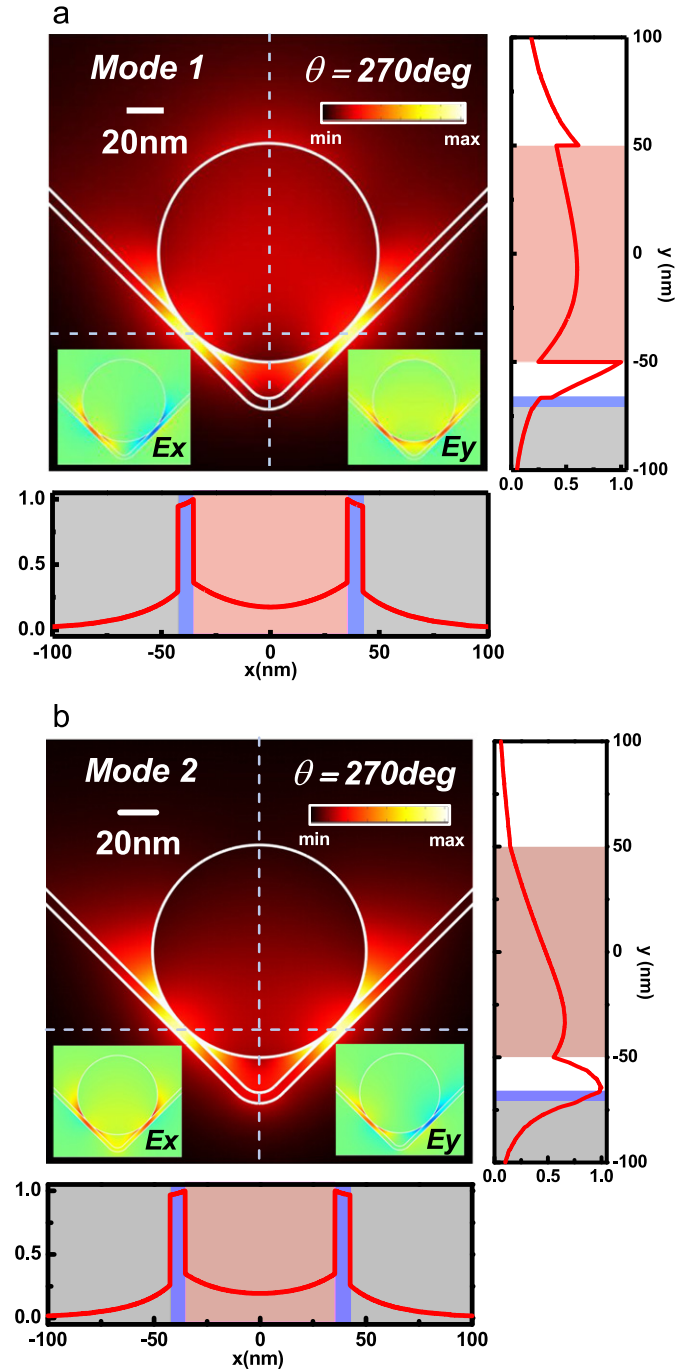 a
Mode 1
θ = 270deg
20nm
min max
Ex
Ey
100
50
0
-50
-100
y (nm)
0.0 0.5 1.0
1.0
0.5
0.0
-100 -50 0 50 100
x(nm)
b
Mode 2
θ = 270deg
20nm
min max
Ex
Ey
100
50
0
-50
-100
y (nm)
0.0 0.5 1.0
1.0
0.5
0.0
-100 -50 0 50 100
x(nm)